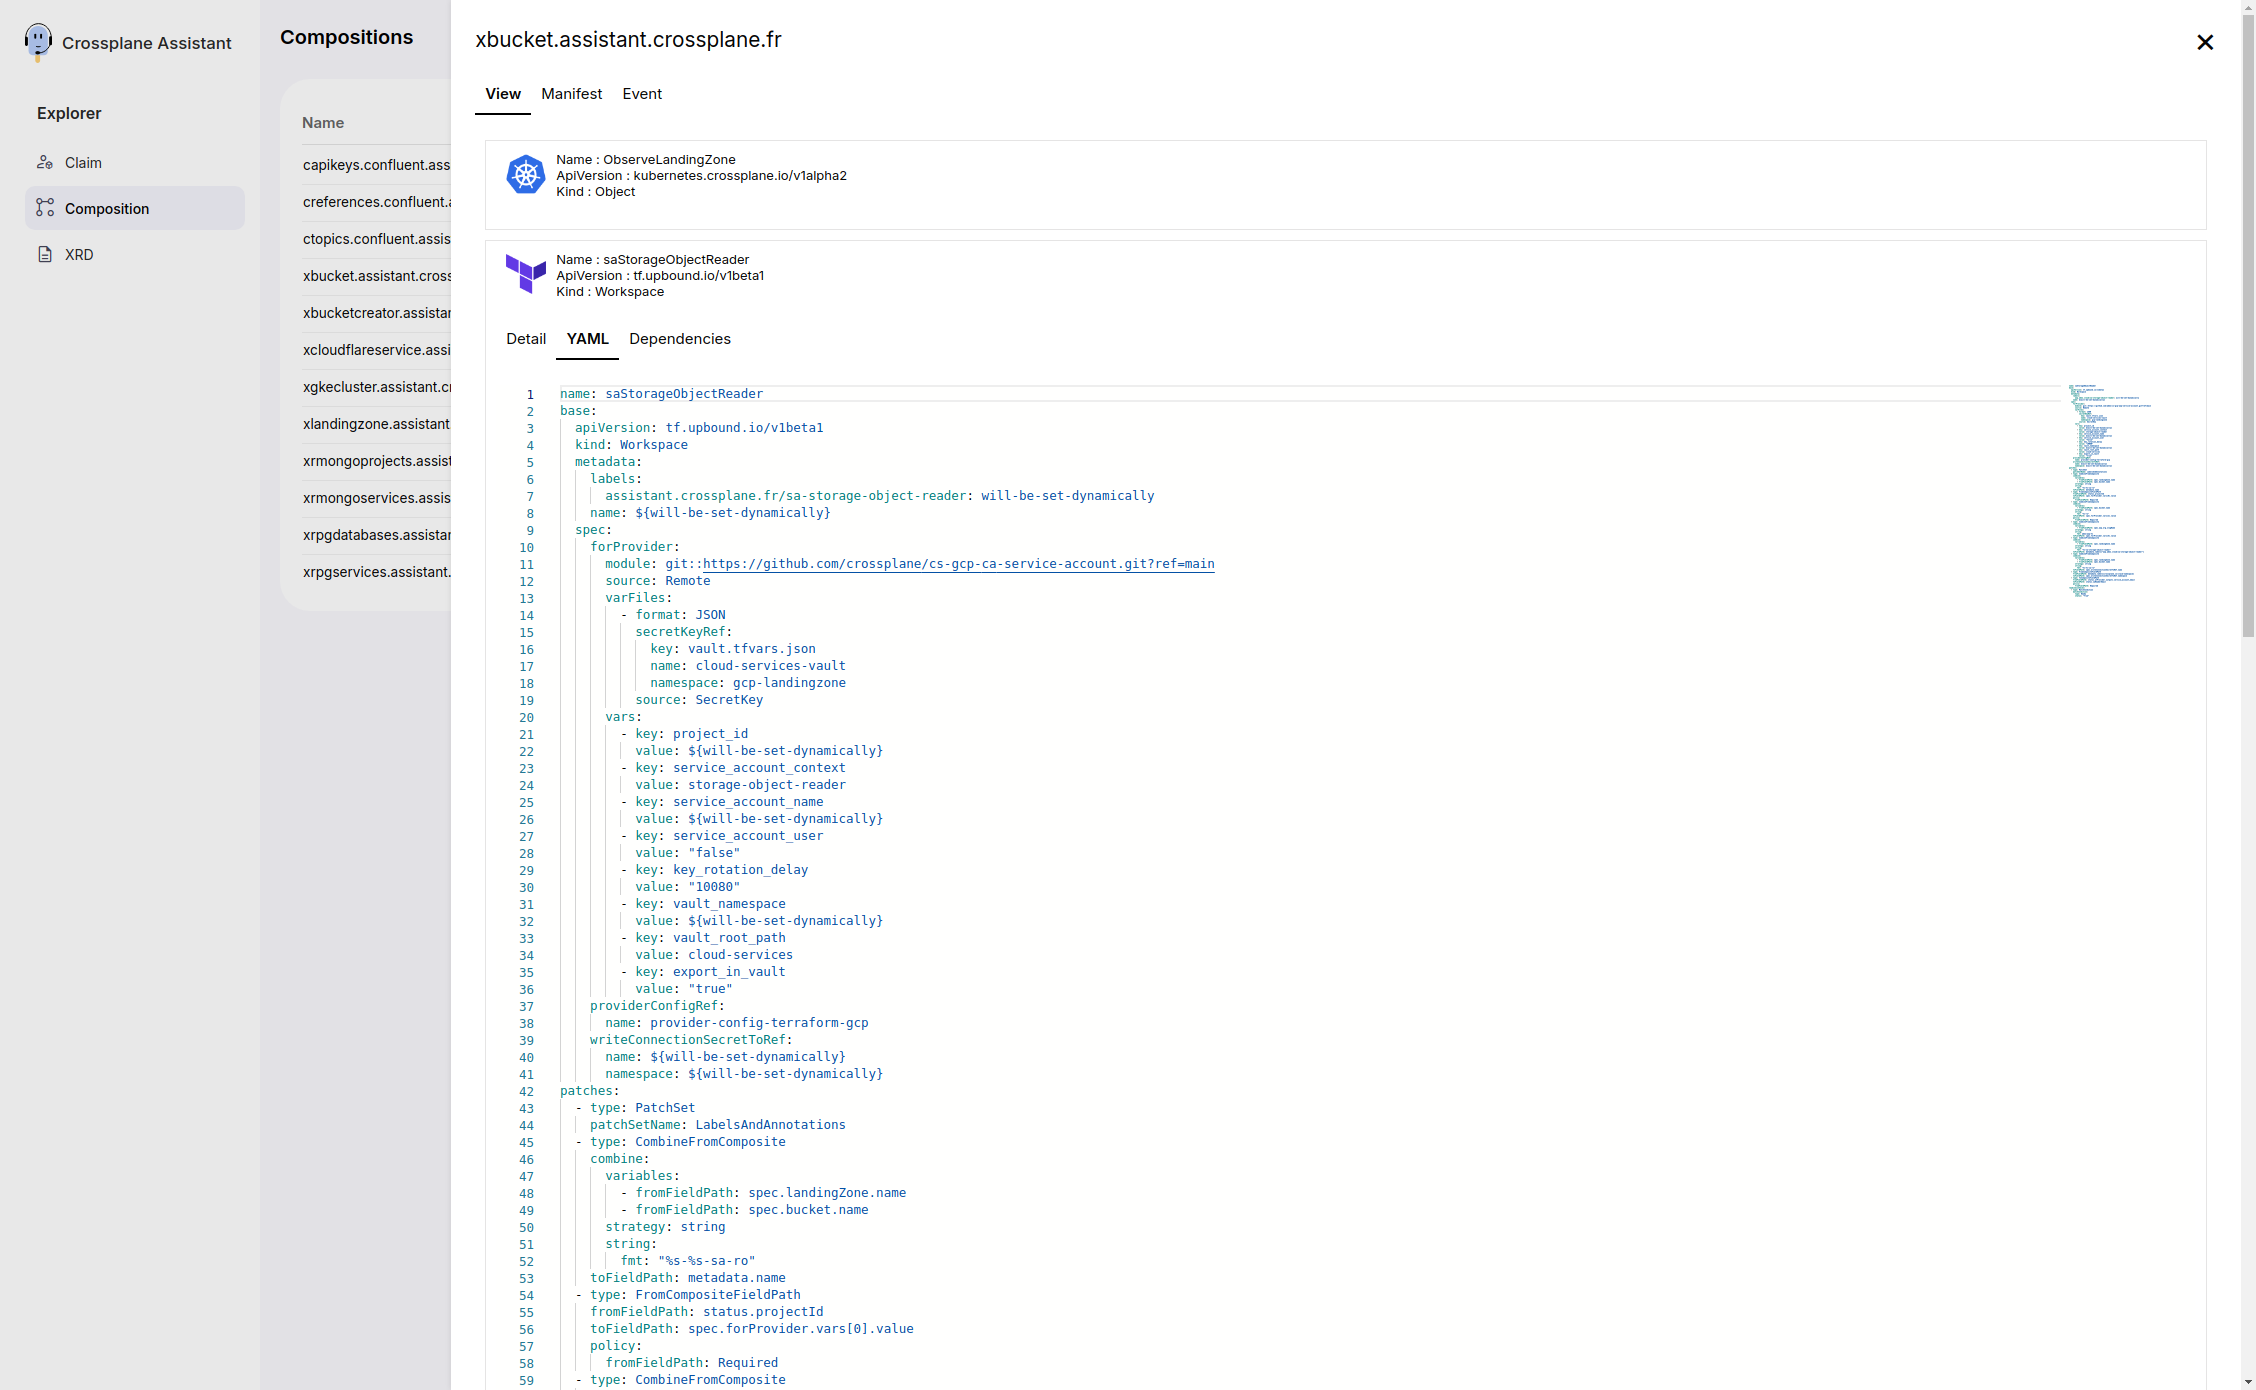 Crossplane Assistant
Explorer
Claim
Composition
XRD
Compositions
Name
capikeys.confluent.ass
creferences.confluent.a
ctopics.confluent.assis
xbucket.assistant.cross
xbucketcreator.assistan
xcloudflareservice.assi
xgkecluster.assistant.cr
xlandingzone.assistant
xrmongoprojects.assist
xrmongoservices.assis
xrpgdatabases.assistan
xrpgservices.assistant.
xbucket.assistant.crossplane.fr
View Manifest Event
Name : ObserveLandingZone
ApiVersion : kubernetes.crossplane.io/v1alpha2
Kind : Object
Name : saStorageObjectReader
ApiVersion : tf.upbound.io/v1beta1
Kind : Workspace
Detail YAML Dependencies
1 name: saStorageObjectReader
2 base:
3 apiVersion: tf.upbound.io/v1beta1
4 kind: Workspace
5 metadata:
6 labels:
7 assistant.crossplane.fr/sa-storage-object-reader: will-be-set-dynamically
8 name: ${will-be-set-dynamically}
9 spec:
10 forProvider:
11 module: git::https://github.com/crossplane/cs-gcp-ca-service-account.git?ref=main
12 source: Remote
13 varFiles:
14 - format: JSON
15 secretKeyRef:
16 key: vault.tfvars.json
17 name: cloud-services-vault
18 namespace: gcp-landingzone
19 source: SecretKey
20 vars:
21 - key: project_id
22 value: ${will-be-set-dynamically}
23 - key: service_account_context
24 value: storage-object-reader
25 - key: service_account_name
26 value: ${will-be-set-dynamically}
27 - key: service_account_user
28 value: "false"
29 - key: key_rotation_delay
30 value: "10080"
31 - key: vault_namespace
32 value: ${will-be-set-dynamically}
33 - key: vault_root_path
34 value: cloud-services
35 - key: export_in_vault
36 value: "true"
37 providerConfigRef:
38 name: provider-config-terraform-gcp
39 writeConnectionSecretToRef:
40 name: ${will-be-set-dynamically}
41 namespace: ${will-be-set-dynamically}
42 patches:
43 - type: PatchSet
44 patchSetName: LabelsAndAnnotations
45 - type: CombineFromComposite
46 combine:
47 variables:
48 - fromFieldPath: spec.landingZone.name
49 - fromFieldPath: spec.bucket.name
50 strategy: string
51 string:
52 fmt: "%s-%s-sa-ro"
53 toFieldPath: metadata.name
54 - type: FromCompositeFieldPath
55 fromFieldPath: status.projectId
56 toFieldPath: spec.forProvider.vars[0].value
57 policy:
58 fromFieldPath: Required
59 - type: CombineFromComposite